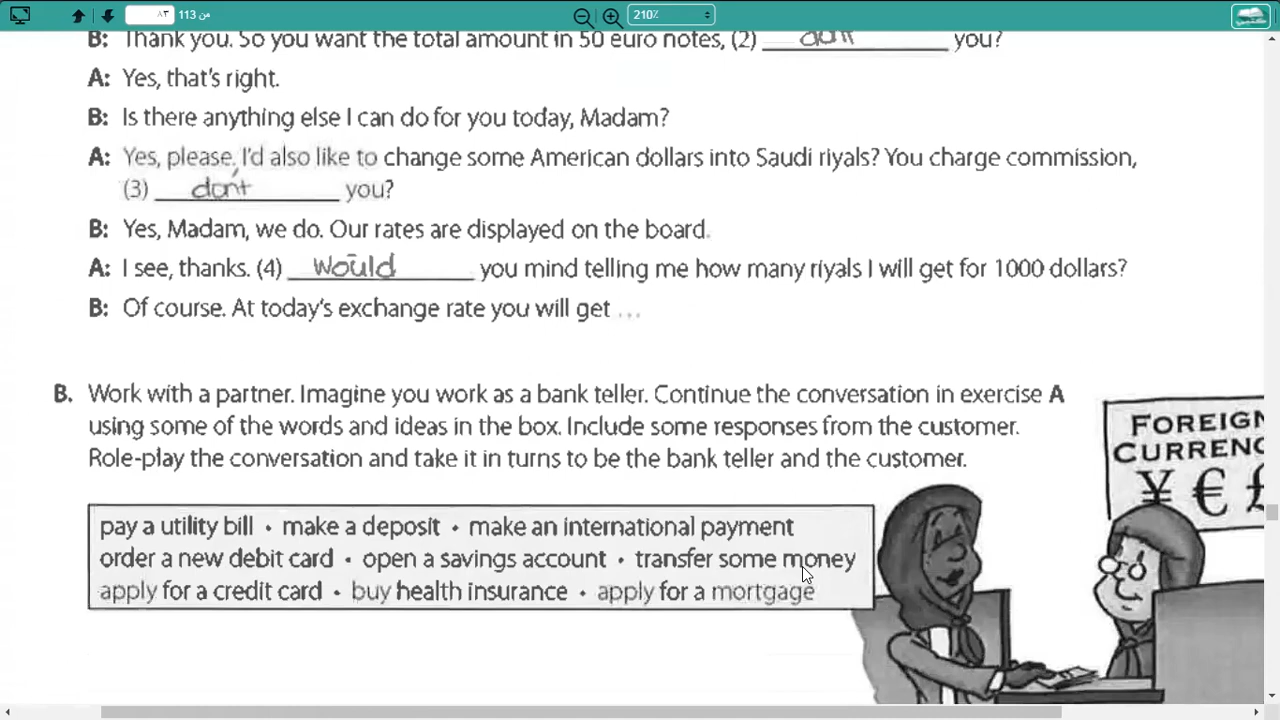 ٨٣ من 113
210٪
B: Thank you. So you want the total amount in 50 euro notes, (2) don't you?
A: Yes, that's right.
B: Is there anything else I can do for you today, Madam?
A: Yes, please, I'd also like to change some American dollars into Saudi riyals? You charge commission,
(3) don't you?
B: Yes, Madam, we do. Our rates are displayed on the board.
A: I see, thanks. (4) would you mind telling me how many riyals I will get for 1000 dollars?
B: Of course. At today's exchange rate you will get ...
B. Work with a partner. Imagine you work as a bank teller. Continue the conversation in exercise A
using some of the words and ideas in the box. Include some responses from the customer.
Role-play the conversation and take it in turns to be the bank teller and the customer.
FOREIGN
CURRENC
¥ € £
pay a utility bill • make a deposit • make an international payment
order a new debit card • open a savings account • transfer some money
apply for a credit card • buy health insurance • apply for a mortgage